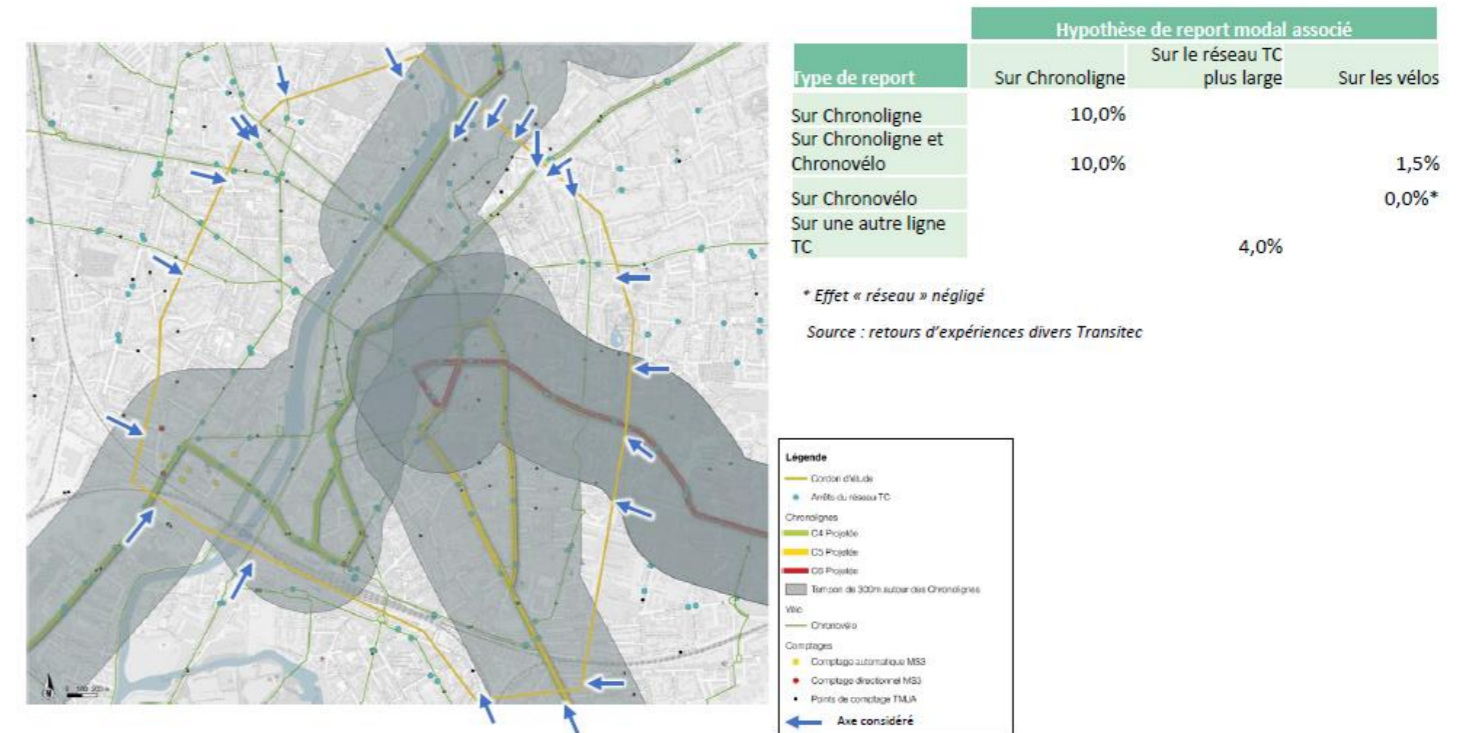 Hypothèse de report modal associé
Sur le réseau TC
Type de report Sur Chronoligne plus large Sur les vélos
Sur Chronoligne 10,0%
Sur Chronoligne et
Chronovélo 10,0% 1,5%
Sur Chronovélo 0,0%*
Sur une autre ligne
TC 4,0%
* Effet « réseau » négligé
Source : retours d'expériences divers Transitec
Légende
Cordon d'étude
Arrêts du réseau TC
Chronolignes
C4 Projetée
C5 Projetée
C6 Projetée
Tampon de 300m autour des Chronolignes
Vélo
Chronovélo
Comptages
Comptage automatique MS3
Comptage directionnel MS3
Points de comptage TMJA
Axe considéré